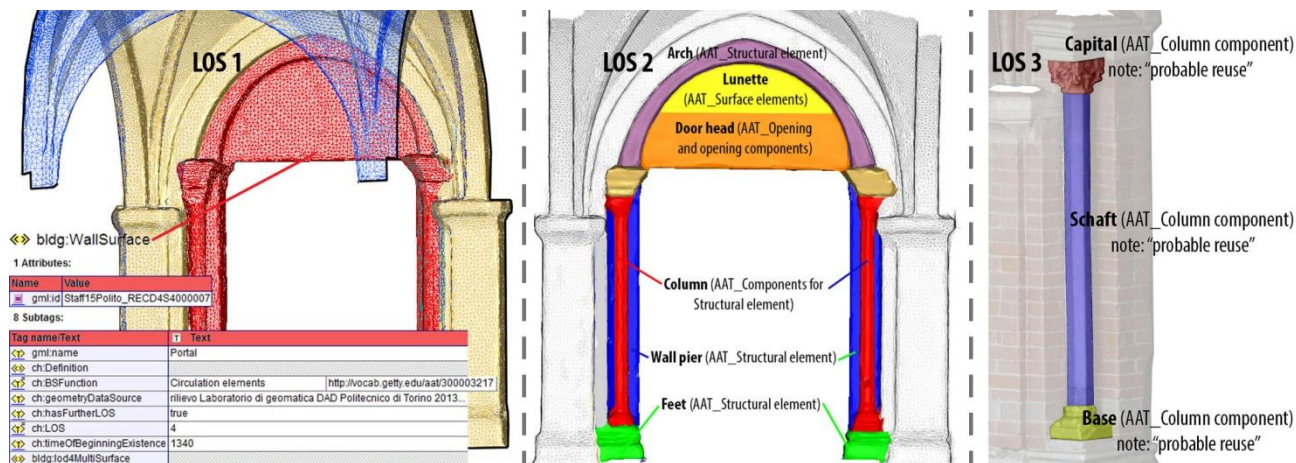 LOS 1
bldg:WallSurface
1 Attributes:
Name Value
gml:id Staff15Polito_RECD4S4000007
8 Subtags:
Tag name/Text Text
gml:name Portal
ch:Definition
ch:BSFunction Circulation elements http://vocab.getty.edu/aat/300003217
ch:geometryDataSource rilievo Laboratorio di geomatica DAD Politecnico di Torino 2013...
ch:hasFurtherLOS true
ch:LOS 4
ch:timeOfBeginningExistence 1340
bldg:lod4MultiSurface
LOS 2
Arch (AAT_Structural element)
Lunette
(AAT_Surface elements)
Door head (AAT_Opening
and opening components)
Column (AAT_Components for
Structural element)
Wall pier (AAT_Structural element)
Feet (AAT_Structural element)
LOS 3
Capital (AAT_Column component)
note: "probable reuse"
Schaft (AAT_Column component)
note: "probable reuse"
Base (AAT_Column component)
note: "probable reuse"